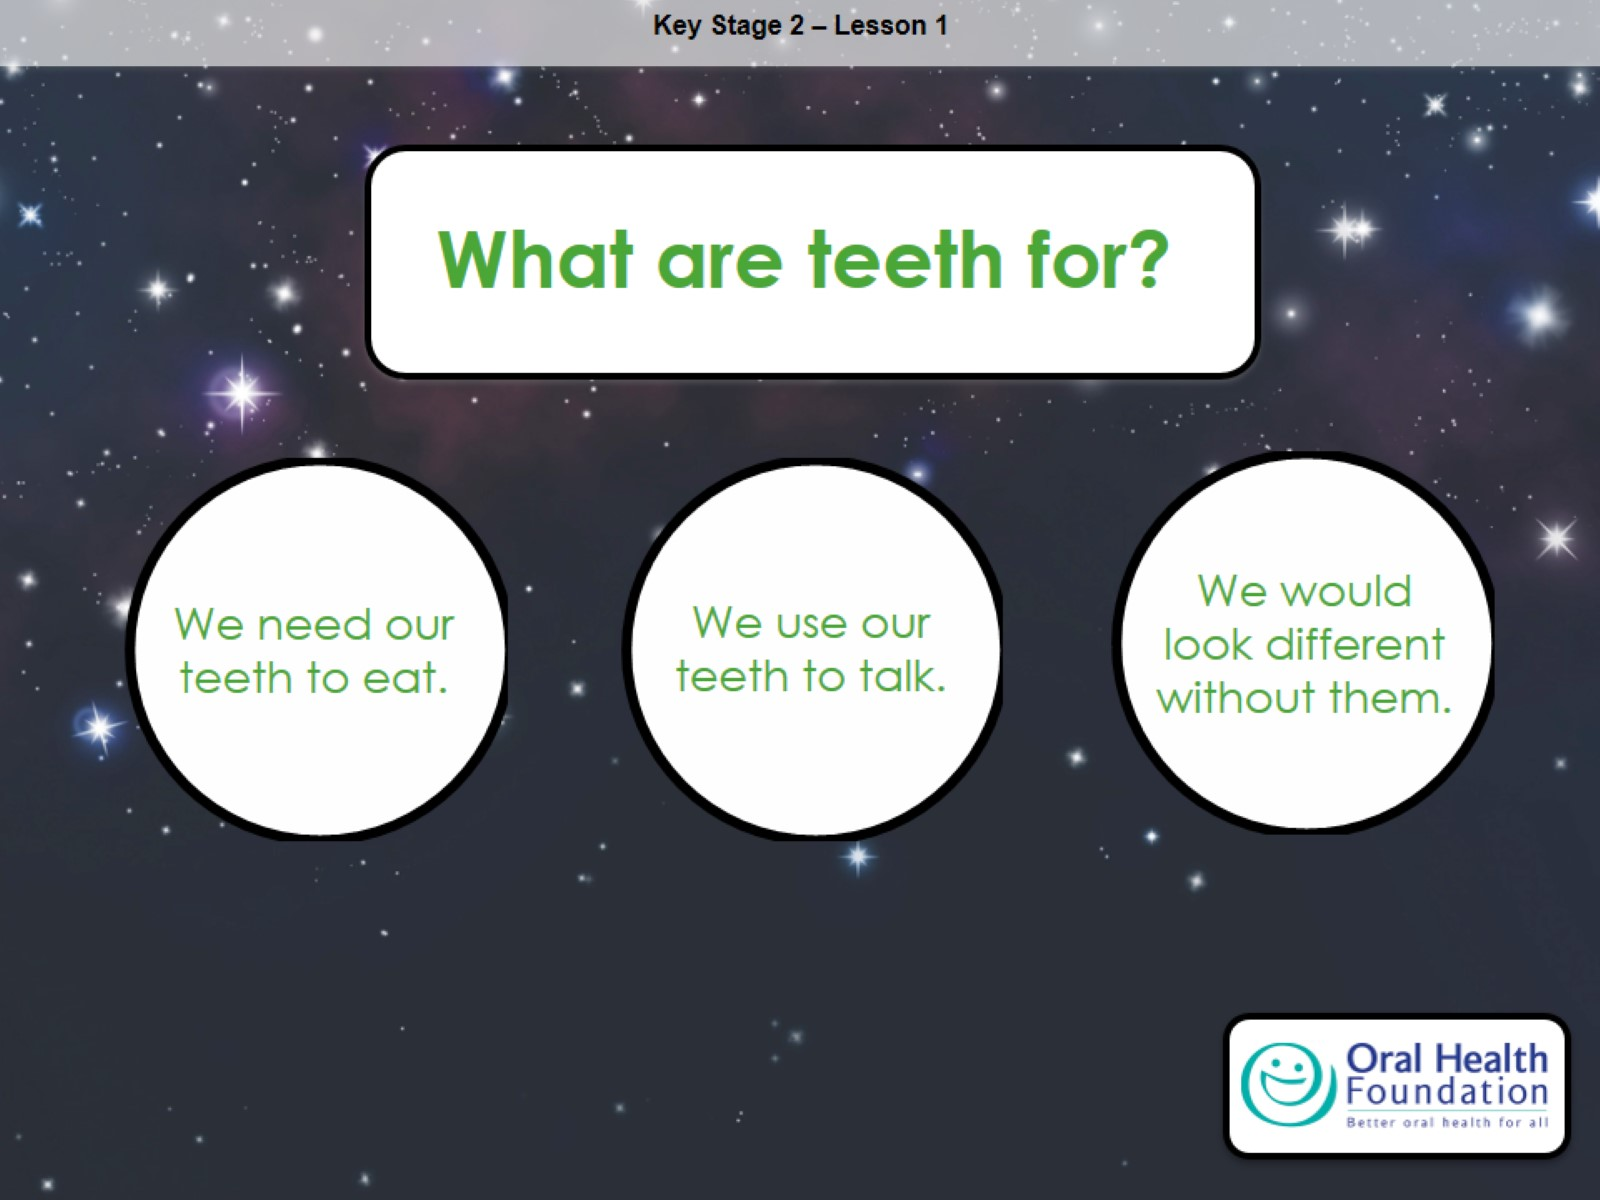 Key Stage 2 – Lesson 1
What are teeth for?
We need our
teeth to eat.
We use our
teeth to talk.
We would
look different
without them.
Oral Health
Foundation
Better oral health for all